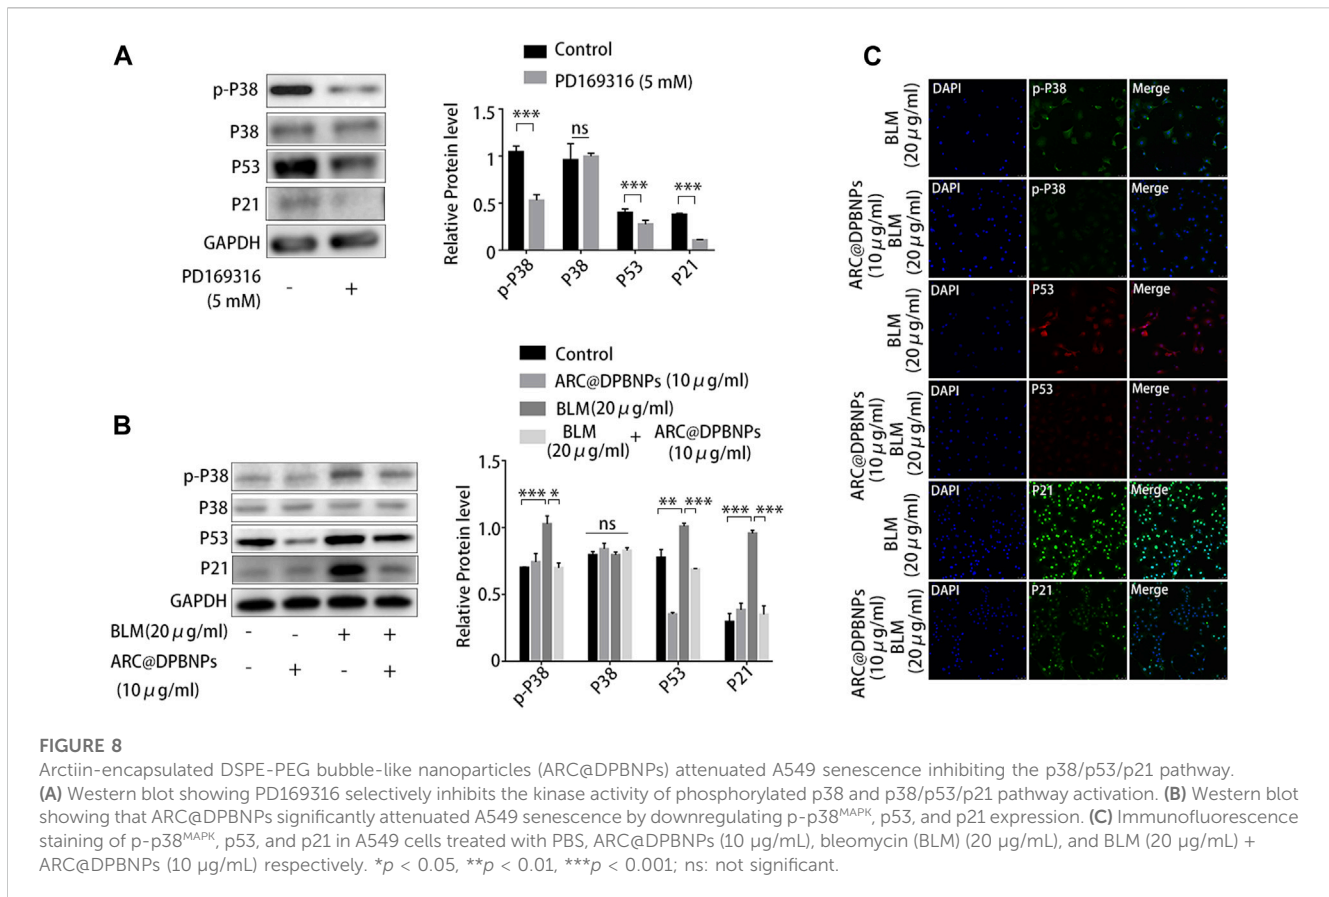 A
p-P38
P38
P53
P21
GAPDH
PD169316
(5 mM)
- +
Control
PD169316 (5 mM)
Relative Protein level
1.5
1
0.5
0
***
ns
***
***
p-P38
P38
P53
P21
B
p-P38
P38
P53
P21
GAPDH
BLM(20 μg/ml) - - + +
ARC@DPBNPs
(10 μg/ml)
- + - +
Control
ARC@DPBNPs (10 μg/ml)
BLM(20 μg/ml)
BLM + ARC@DPBNPs
(20 μg/ml) (10 μg/ml)
Relative Protein level
1.5
1.0
0.5
0
*** *
ns
** ***
*** ***
p-P38
P38
P53
P21
C
BLM
(20 μg/ml)
DAPI p-P38 Merge
ARC@DPBNPs
(10 μg/ml)
BLM
(20 μg/ml)
DAPI p-P38 Merge
BLM
(20 μg/ml)
DAPI P53 Merge
ARC@DPBNPs
(10 μg/ml)
BLM
(20 μg/ml)
DAPI P53 Merge
BLM
(20 μg/ml)
DAPI P21 Merge
ARC@DPBNPs
(10 μg/ml)
BLM
(20 μg/ml)
DAPI P21 Merge
FIGURE 8
Arctiin-encapsulated DSPE-PEG bubble-like nanoparticles (ARC@DPBNPs) attenuated A549 senescence inhibiting the p38/p53/p21 pathway.
(A) Western blot showing PD169316 selectively inhibits the kinase activity of phosphorylated p38 and p38/p53/p21 pathway activation. (B) Western blot
showing that ARC@DPBNPs significantly attenuated A549 senescence by downregulating p-p38MAPK, p53, and p21 expression. (C) Immunofluorescence
staining of p-p38MAPK, p53, and p21 in A549 cells treated with PBS, ARC@DPBNPs (10 μg/mL), bleomycin (BLM) (20 μg/mL), and BLM (20 μg/mL) +
ARC@DPBNPs (10 μg/mL) respectively. *p < 0.05, **p < 0.01, ***p < 0.001; ns: not significant.